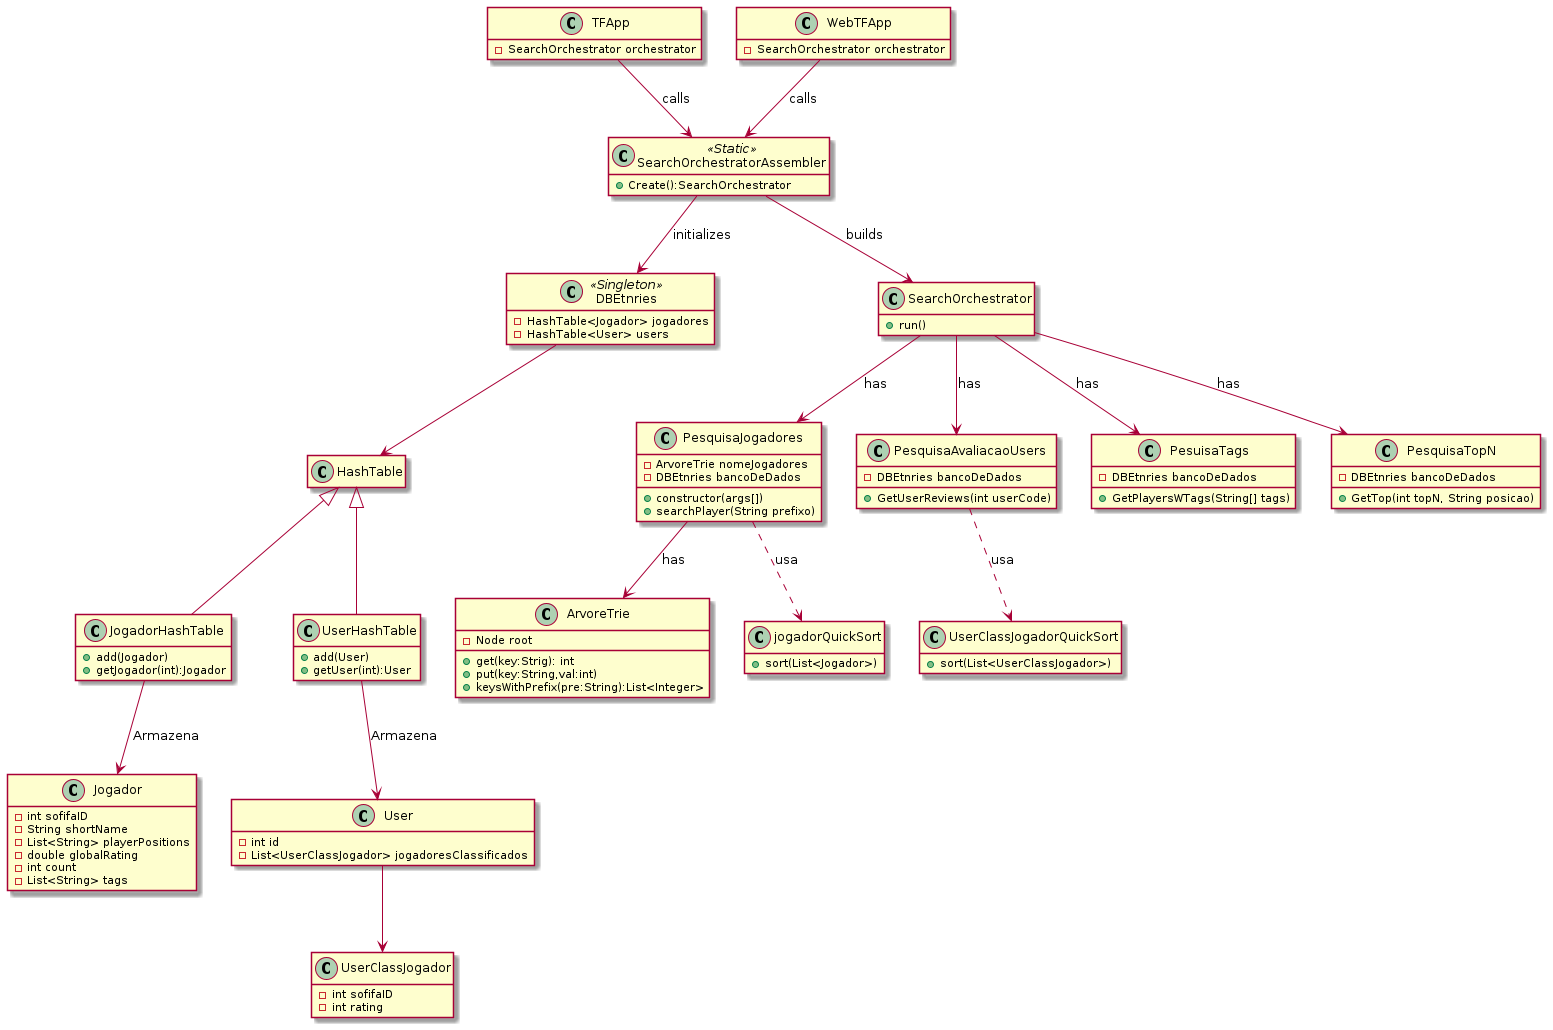 C TFApp
SearchOrchestrator orchestrator
C WebTFApp
SearchOrchestrator orchestrator
calls
calls
C «Static»
SearchOrchestratorAssembler
Create():SearchOrchestrator
initializes
builds
C «Singleton»
DBEtnries
HashTable<Jogador> jogadores
HashTable<User> users
C SearchOrchestrator
run()
has
has
has
has
C HashTable
C PesquisaJogadores
ArvoreTrie nomeJogadores
DBEtnries bancoDeDados
constructor(args[])
searchPlayer(String prefixo)
C PesquisaAvaliacaoUsers
DBEtnries bancoDeDados
GetUserReviews(int userCode)
C PesuisaTags
DBEtnries bancoDeDados
GetPlayersWTags(String[] tags)
C PesquisaTopN
DBEtnries bancoDeDados
GetTop(int topN, String posicao)
has
usa
usa
C JogadorHashTable
add(Jogador)
getJogador(int):Jogador
C UserHashTable
add(User)
getUser(int):User
C ArvoreTrie
Node root
get(key:Strig): int
put(key:String,val:int)
keysWithPrefix(pre:String):List<Integer>
C jogadorQuickSort
sort(List<Jogador>)
C UserClassJogadorQuickSort
sort(List<UserClassJogador>)
Armazena
Armazena
C Jogador
int sofifaID
String shortName
List<String> playerPositions
double globalRating
int count
List<String> tags
C User
int id
List<UserClassJogador> jogadoresClassificados
C UserClassJogador
int sofifaID
int rating